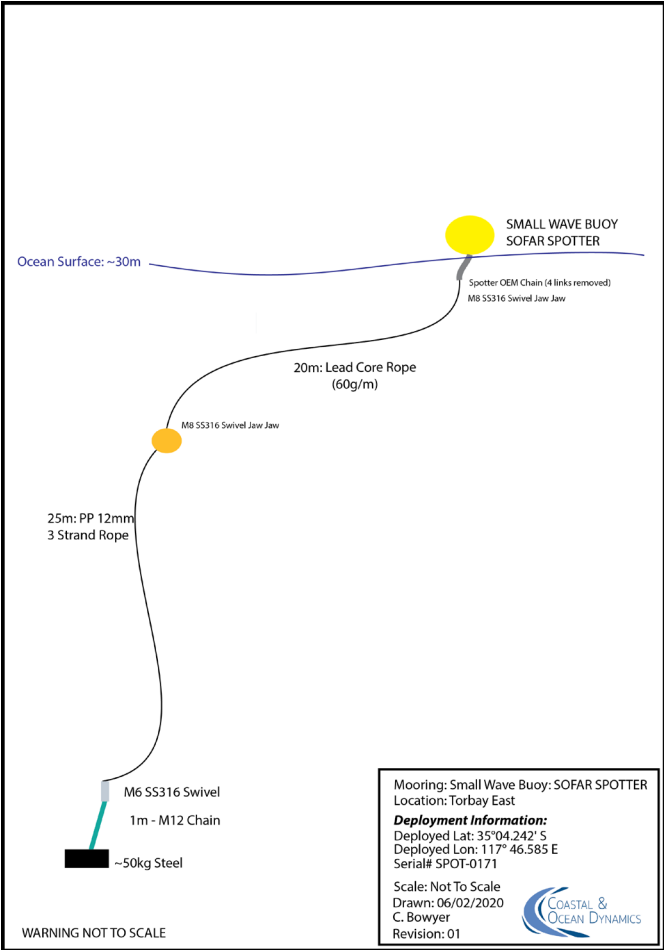 SMALL WAVE BUOY
SOFAR SPOTTER
Ocean Surface: ~30m
Spotter OEM Chain (4 links removed)
M8 SS316 Swivel Jaw Jaw
20m: Lead Core Rope
(60g/m)
M8 SS316 Swivel Jaw Jaw
25m: PP 12mm
3 Strand Rope
M6 SS316 Swivel
1m - M12 Chain
~50kg Steel
WARNING NOT TO SCALE
Mooring: Small Wave Buoy: SOFAR SPOTTER
Location: Torbay East
Deployment Information:
Deployed Lat: 35°04.242' S
Deployed Lon: 117° 46.585 E
Serial# SPOT-0171
Scale: Not To Scale
Drawn: 06/02/2020
C. Bowyer
Revision: 01
COASTAL &
OCEAN DYNAMICS